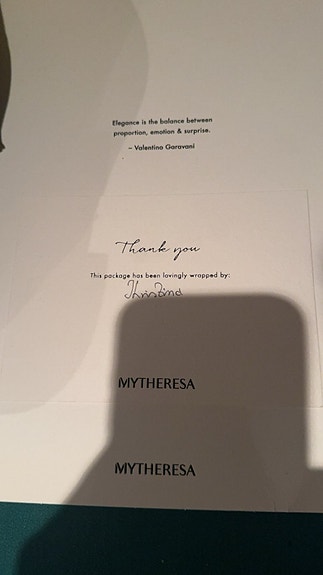 Elegance is the balance between
proportion, emotion & surprise.
– Valentino Garavani
Thank you
This package has been lovingly wrapped by:
MYTHERESA
MYTHERESA